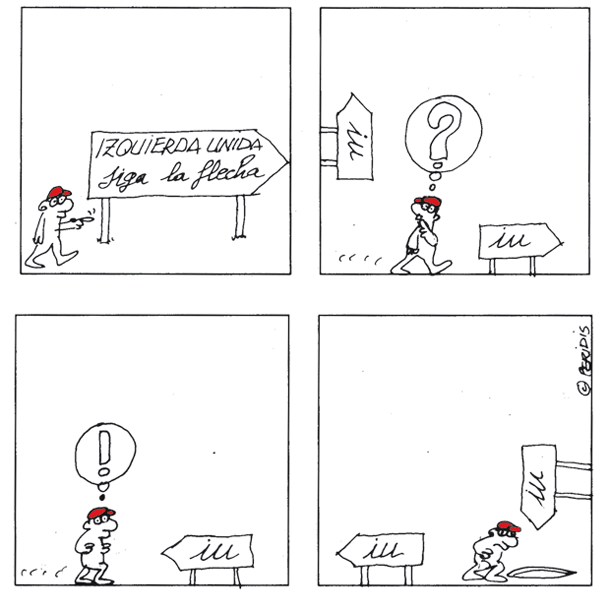 IZQUIERDA UNIDA
siga la flecha
iu
?
iu
!
iu
© PERIDIS
iu
iu